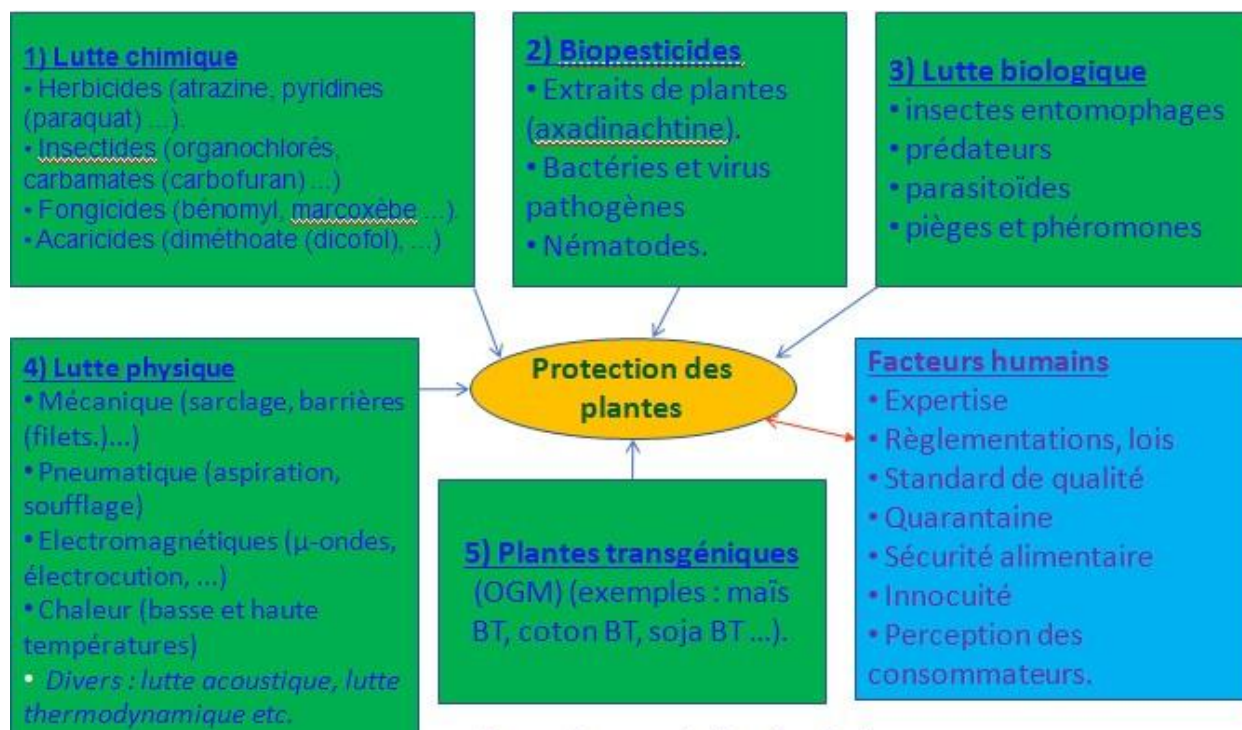 1) Lutte chimique
• Herbicides (atrazine, pyridines
(paraquat) ...).
• Insectides (organochlorés,
carbamates (carbofuran) ...)
• Fongicides (bénomyl, marcoxèbe ...).
• Acaricides (diméthoate (dicofol), ...)
2) Biopesticides
• Extraits de plantes
(axadinachtine).
• Bactéries et virus
pathogènes
• Nématodes.
3) Lutte biologique
• insectes entomophages
• prédateurs
• parasitoïdes
• pièges et phéromones
4) Lutte physique
• Mécanique (sarclage, barrières
(filets.)...)
• Pneumatique (aspiration,
soufflage)
• Electromagnétiques (µ-ondes,
électrocution, ...)
• Chaleur (basse et haute
températures)
• Divers : lutte acoustique, lutte
thermodynamique etc.
Protection des
plantes
5) Plantes transgéniques
(OGM) (exemples : maïs
BT, coton BT, soja BT ...).
Facteurs humains
• Expertise
• Règlementations, lois
• Standard de qualité
• Quarantaine
• Sécurité alimentaire
• Innocuité
• Perception des
consommateurs.